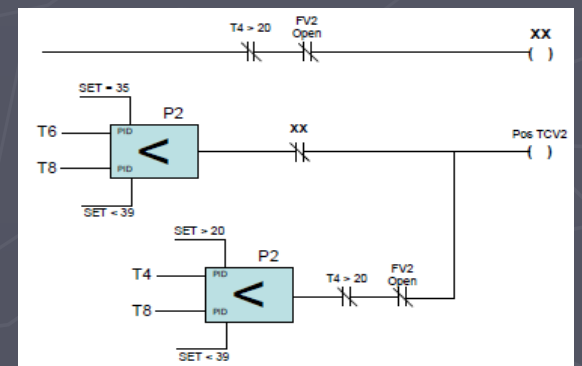 T4 > 20
FV2
Open
XX
( )
SET = 35
P2
T6
PID
<
XX
Pos TCV2
( )
T8
PID
SET < 39
SET > 20
P2
T4
PID
<
T4 > 20
FV2
Open
T8
PID
SET < 39